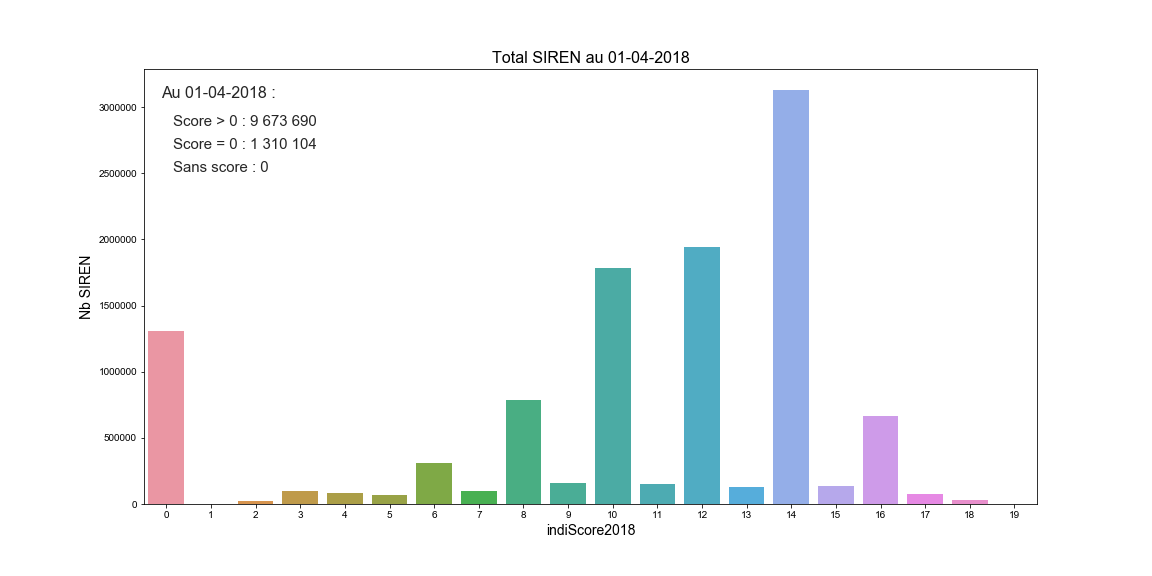 Total SIREN au 01-04-2018
Au 01-04-2018 :
Score > 0 : 9 673 690
Score = 0 : 1 310 104
Sans score : 0
Nb SIREN
3000000
2500000
2000000
1500000
1000000
500000
0
0 1 2 3 4 5 6 7 8 9 10 11 12 13 14 15 16 17 18 19
indiScore2018